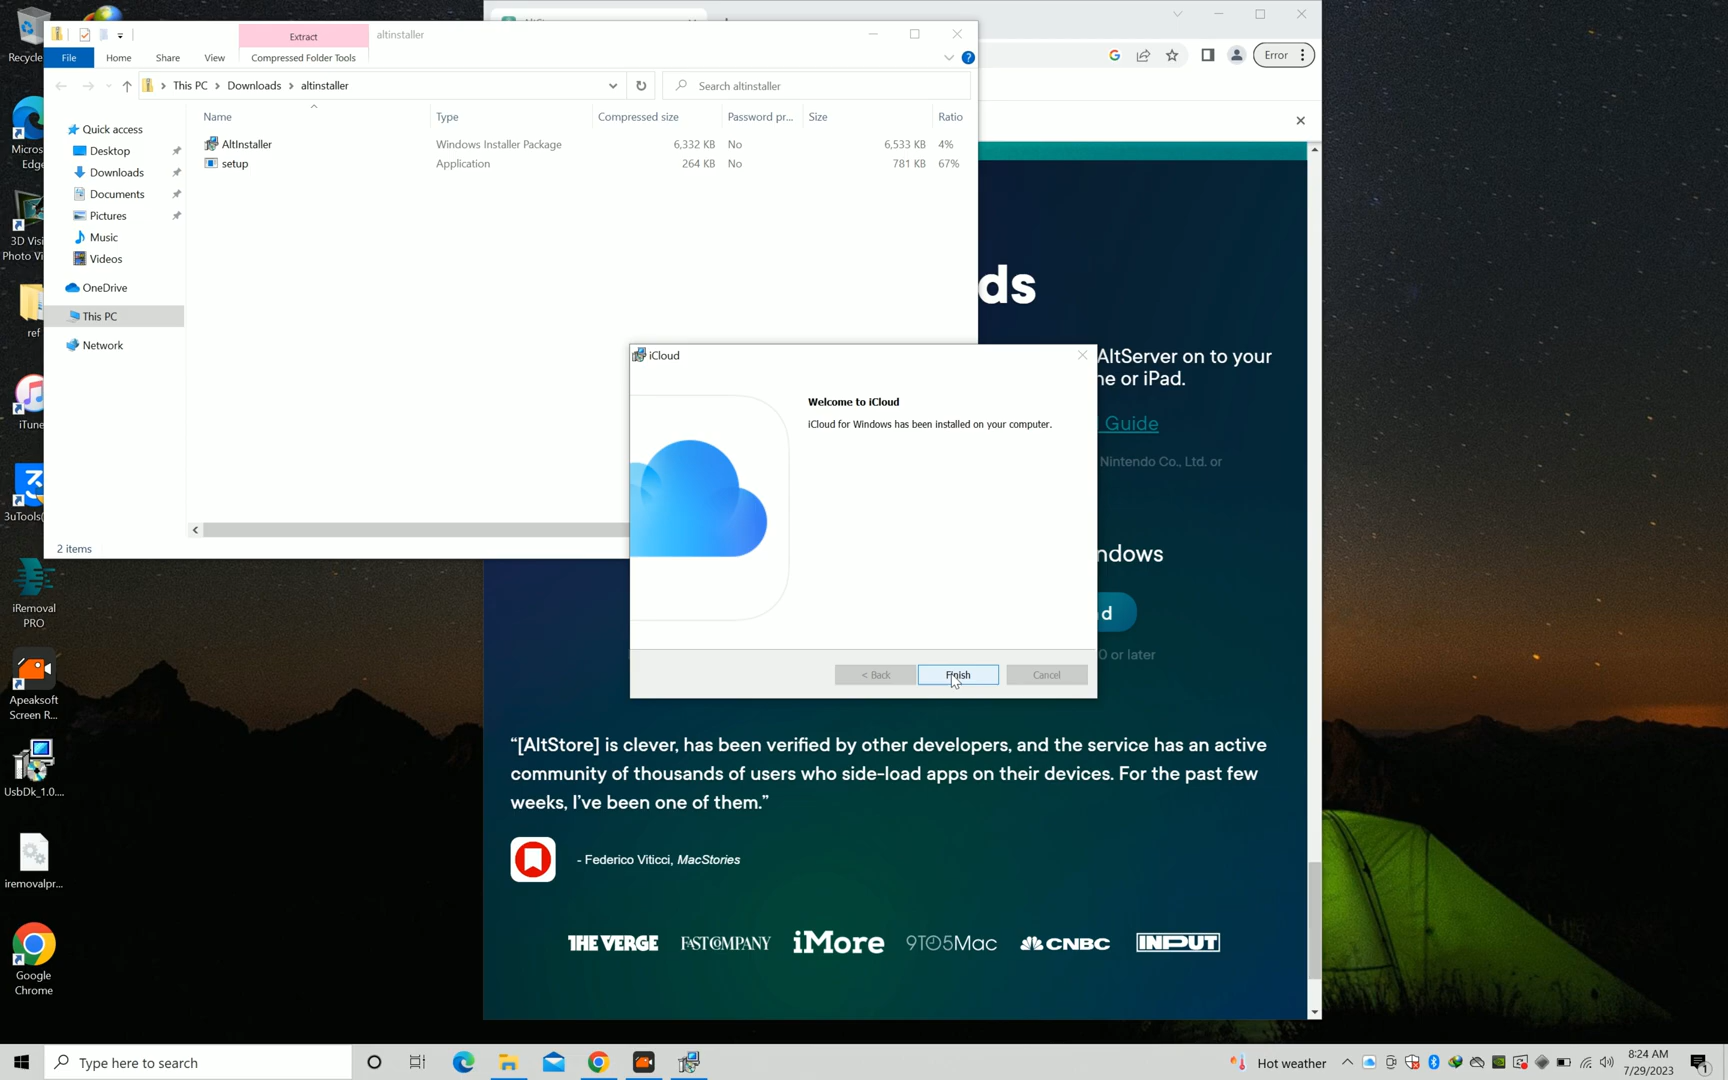 Recycle
Extract
altinstaller
File
Home
Share
View
Compressed Folder Tools
Error
This PC
Downloads
altinstaller
Search altinstaller
Name
Type
Compressed size
Password pr...
Size
Ratio
AltInstaller
Windows Installer Package
6,332 KB
No
6,533 KB
4%
setup
Application
264 KB
No
781 KB
67%
Quick access
Desktop
Downloads
Documents
Pictures
Music
Videos
OneDrive
This PC
Network
2 items
Micros
Edge
3D Visi
Photo Vi
ref
iTune
3uTools(
iRemoval
PRO
Apeaksoft
Screen R...
UsbDk_1.0....
iremovalpr...
Google
Chrome
iCloud
Welcome to iCloud
iCloud for Windows has been installed on your computer.
< Back
Finish
Cancel
ds
AltServer on to your
ne or iPad.
Guide
Nintendo Co., Ltd. or
ndows
d
0 or later
“[AltStore] is clever, has been verified by other developers, and the service has an active
community of thousands of users who side-load apps on their devices. For the past few
weeks, I’ve been one of them.”
- Federico Viticci, MacStories
THE VERGE
FAST COMPANY
iMore
9TO5Mac
CNBC
INPUT
Type here to search
Hot weather
8:24 AM
7/29/2023
1